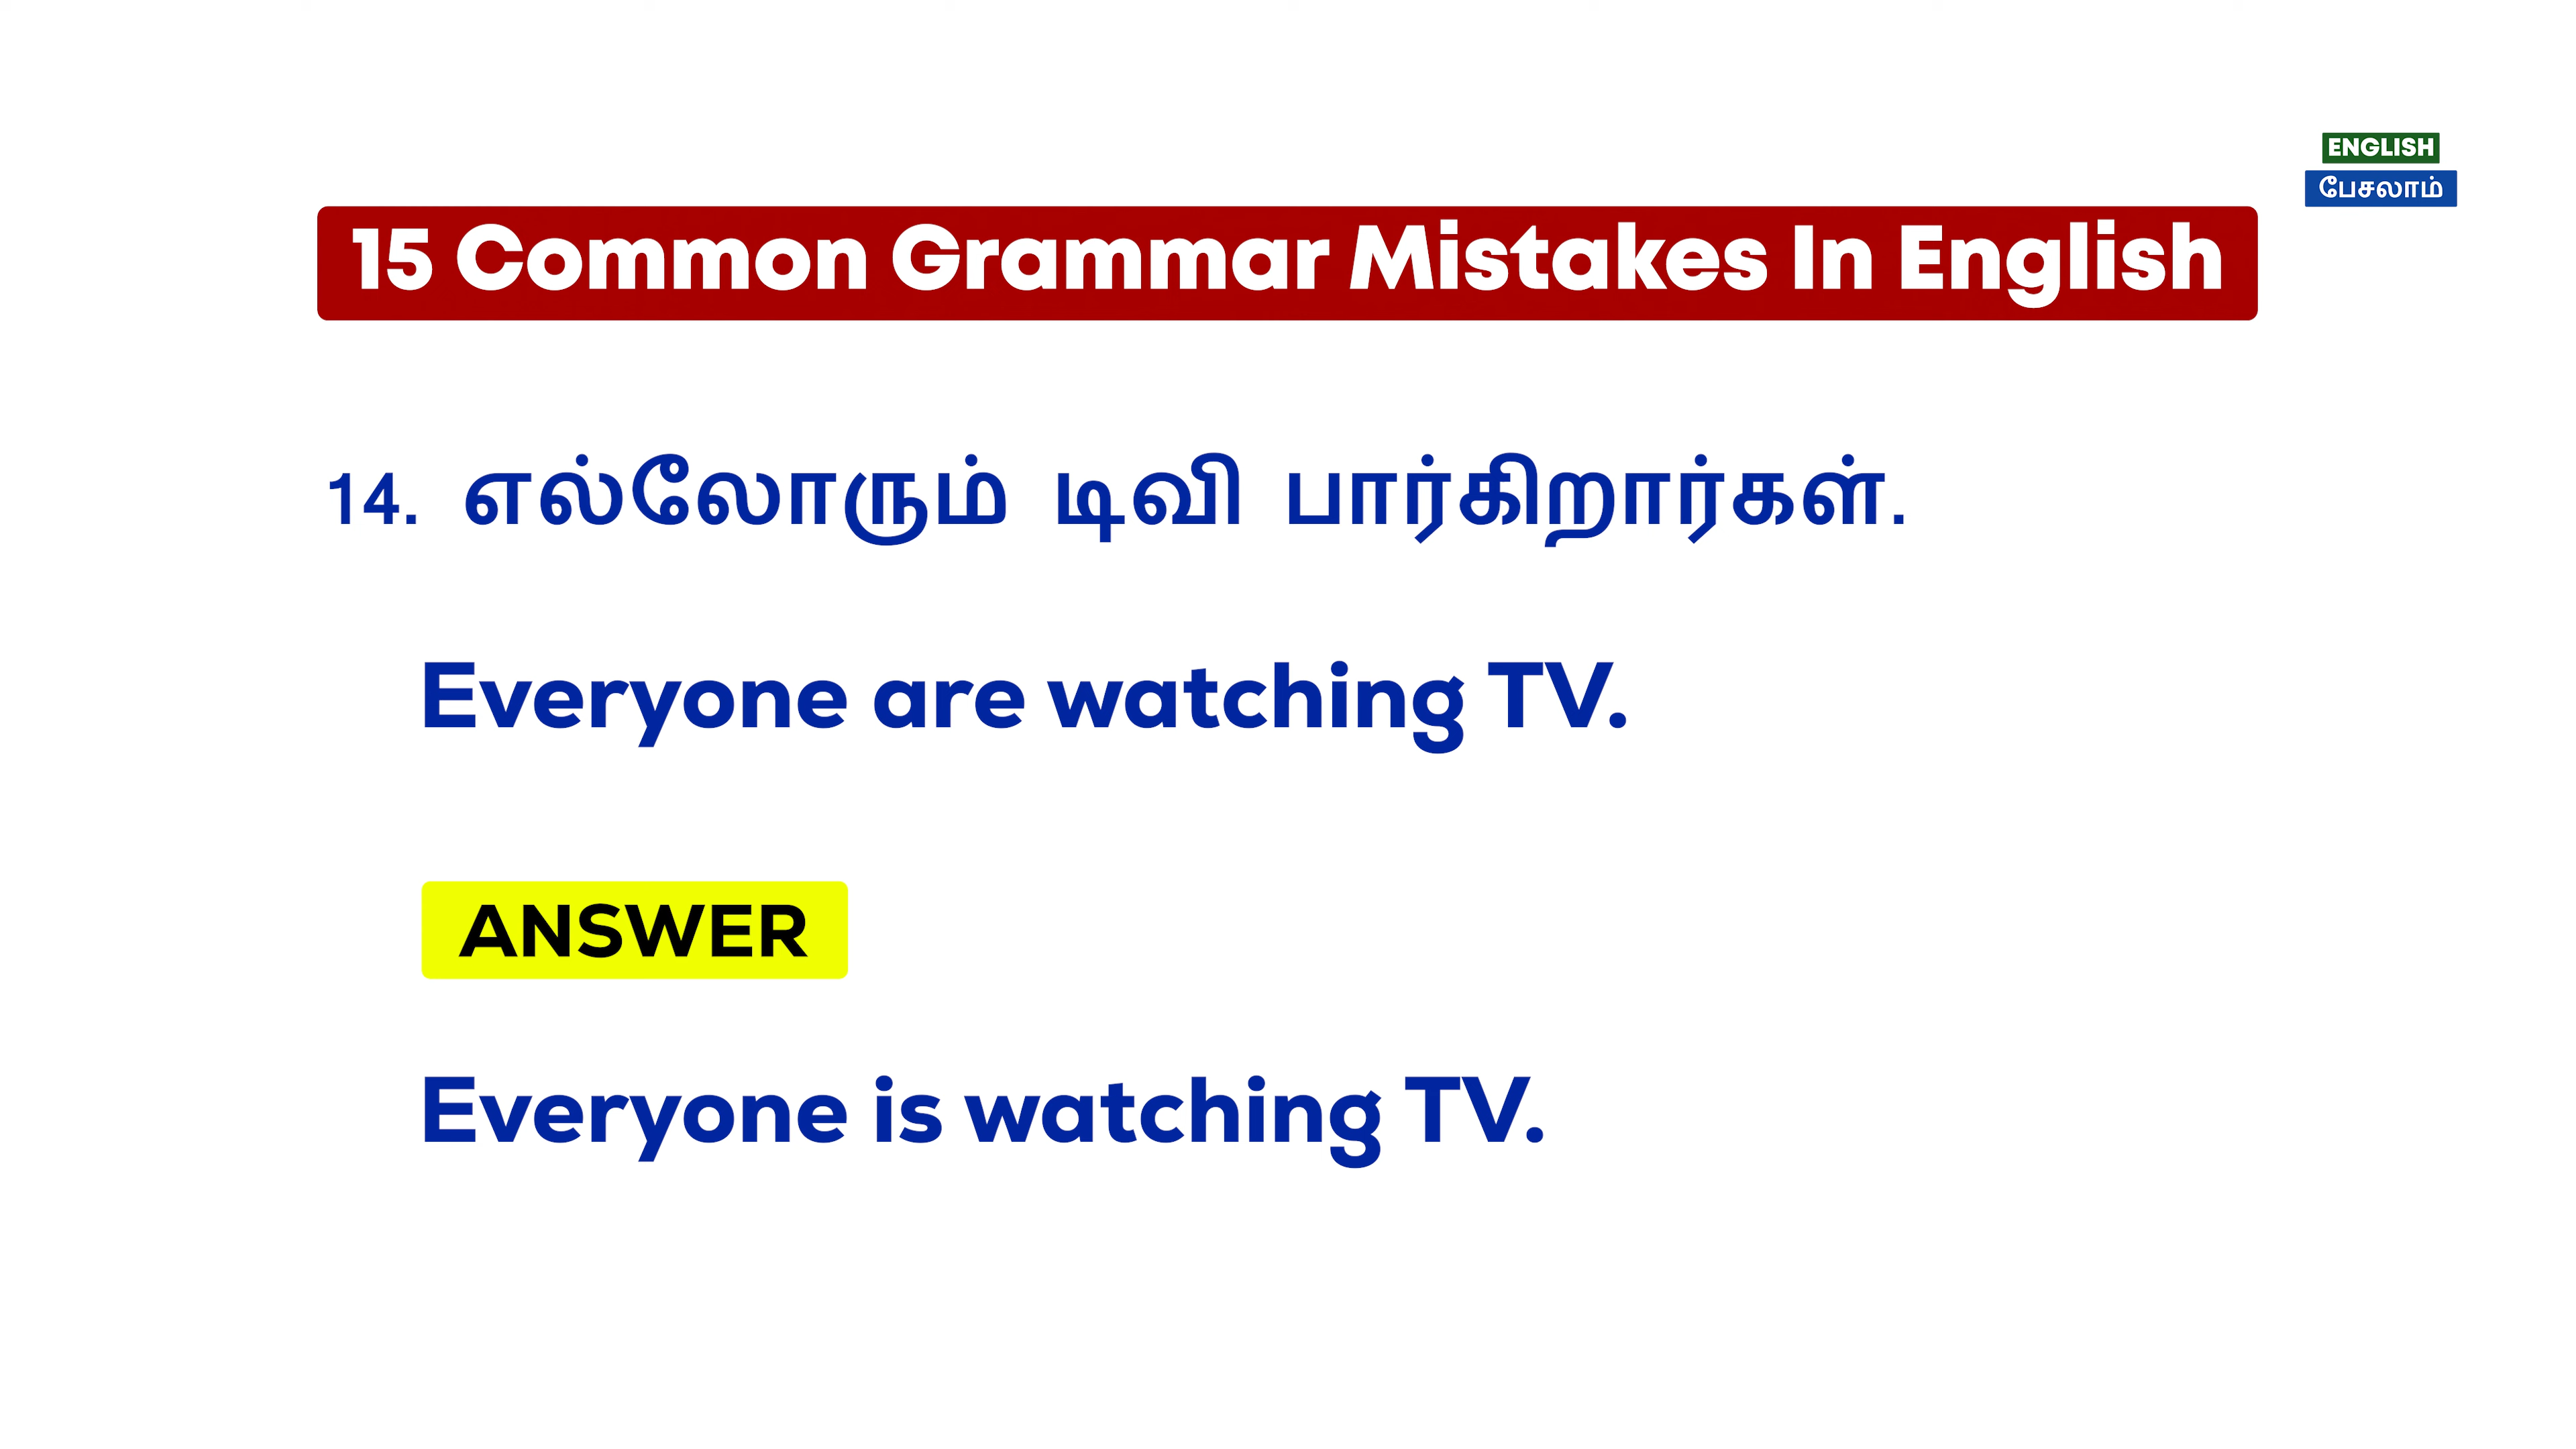 ENGLISH
பேசலாம்
15 Common Grammar Mistakes In English
14. எல்லோரும் டிவி பார்கிறார்கள்.
Everyone are watching TV.
ANSWER
Everyone is watching TV.